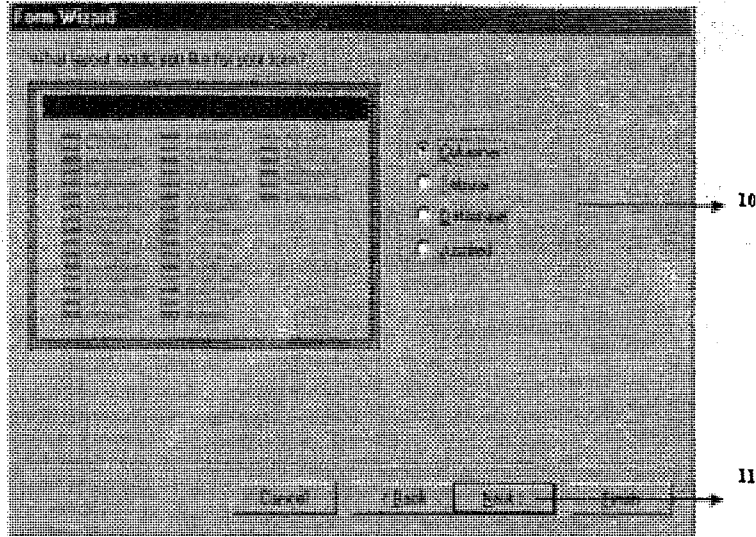 Form Wizard
What layout would you like for your form?
Columnar
Tabular
Datasheet
Justified
10
Cancel
< Back
Next >
Finish
11